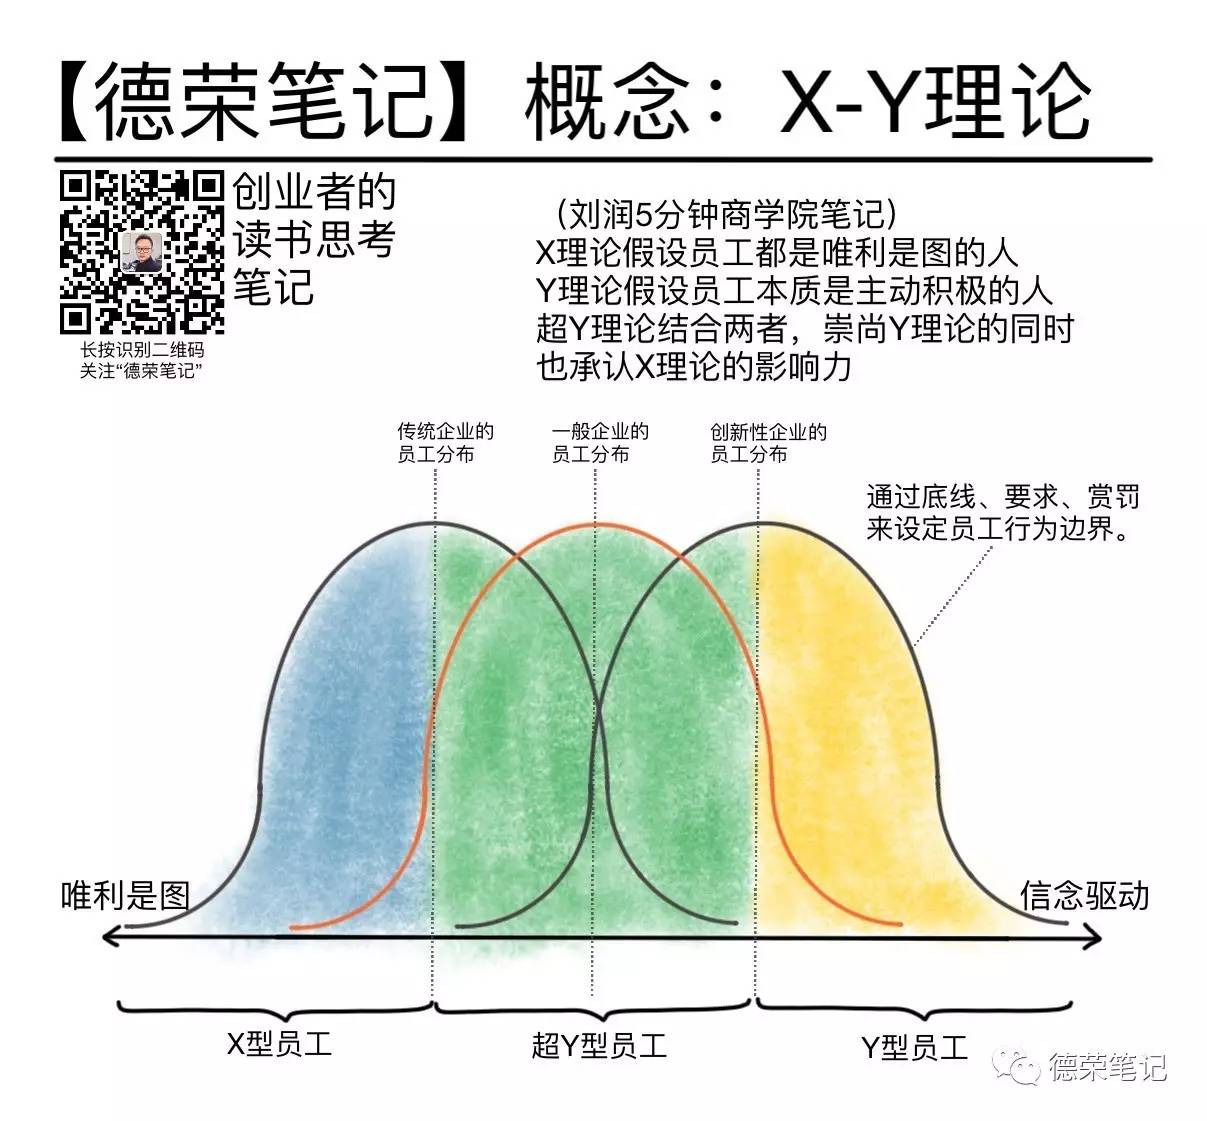 【德荣笔记】概念：X-Y理论
创业者的
读书思考
笔记
长按识别二维码
关注“德荣笔记”
（刘润5分钟商学院笔记）
X理论假设员工都是唯利是图的人
Y理论假设员工本质是主动积极的人
超Y理论结合两者，崇尚Y理论的同时
也承认X理论的影响力
传统企业的
员工分布
一般企业的
员工分布
创新性企业的
员工分布
通过底线、要求、赏罚
来设定员工行为边界。
唯利是图
信念驱动
X型员工
超Y型员工
Y型员工
德荣笔记